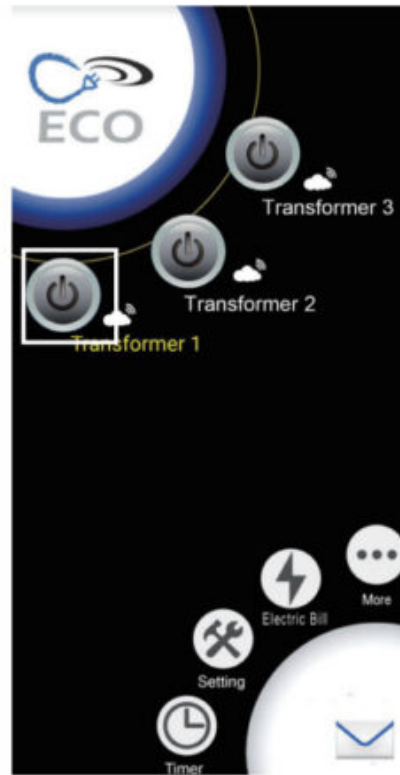 ECO
Transformer 3
Transformer 2
Transformer 1
More
Electric Bill
Setting
Timer